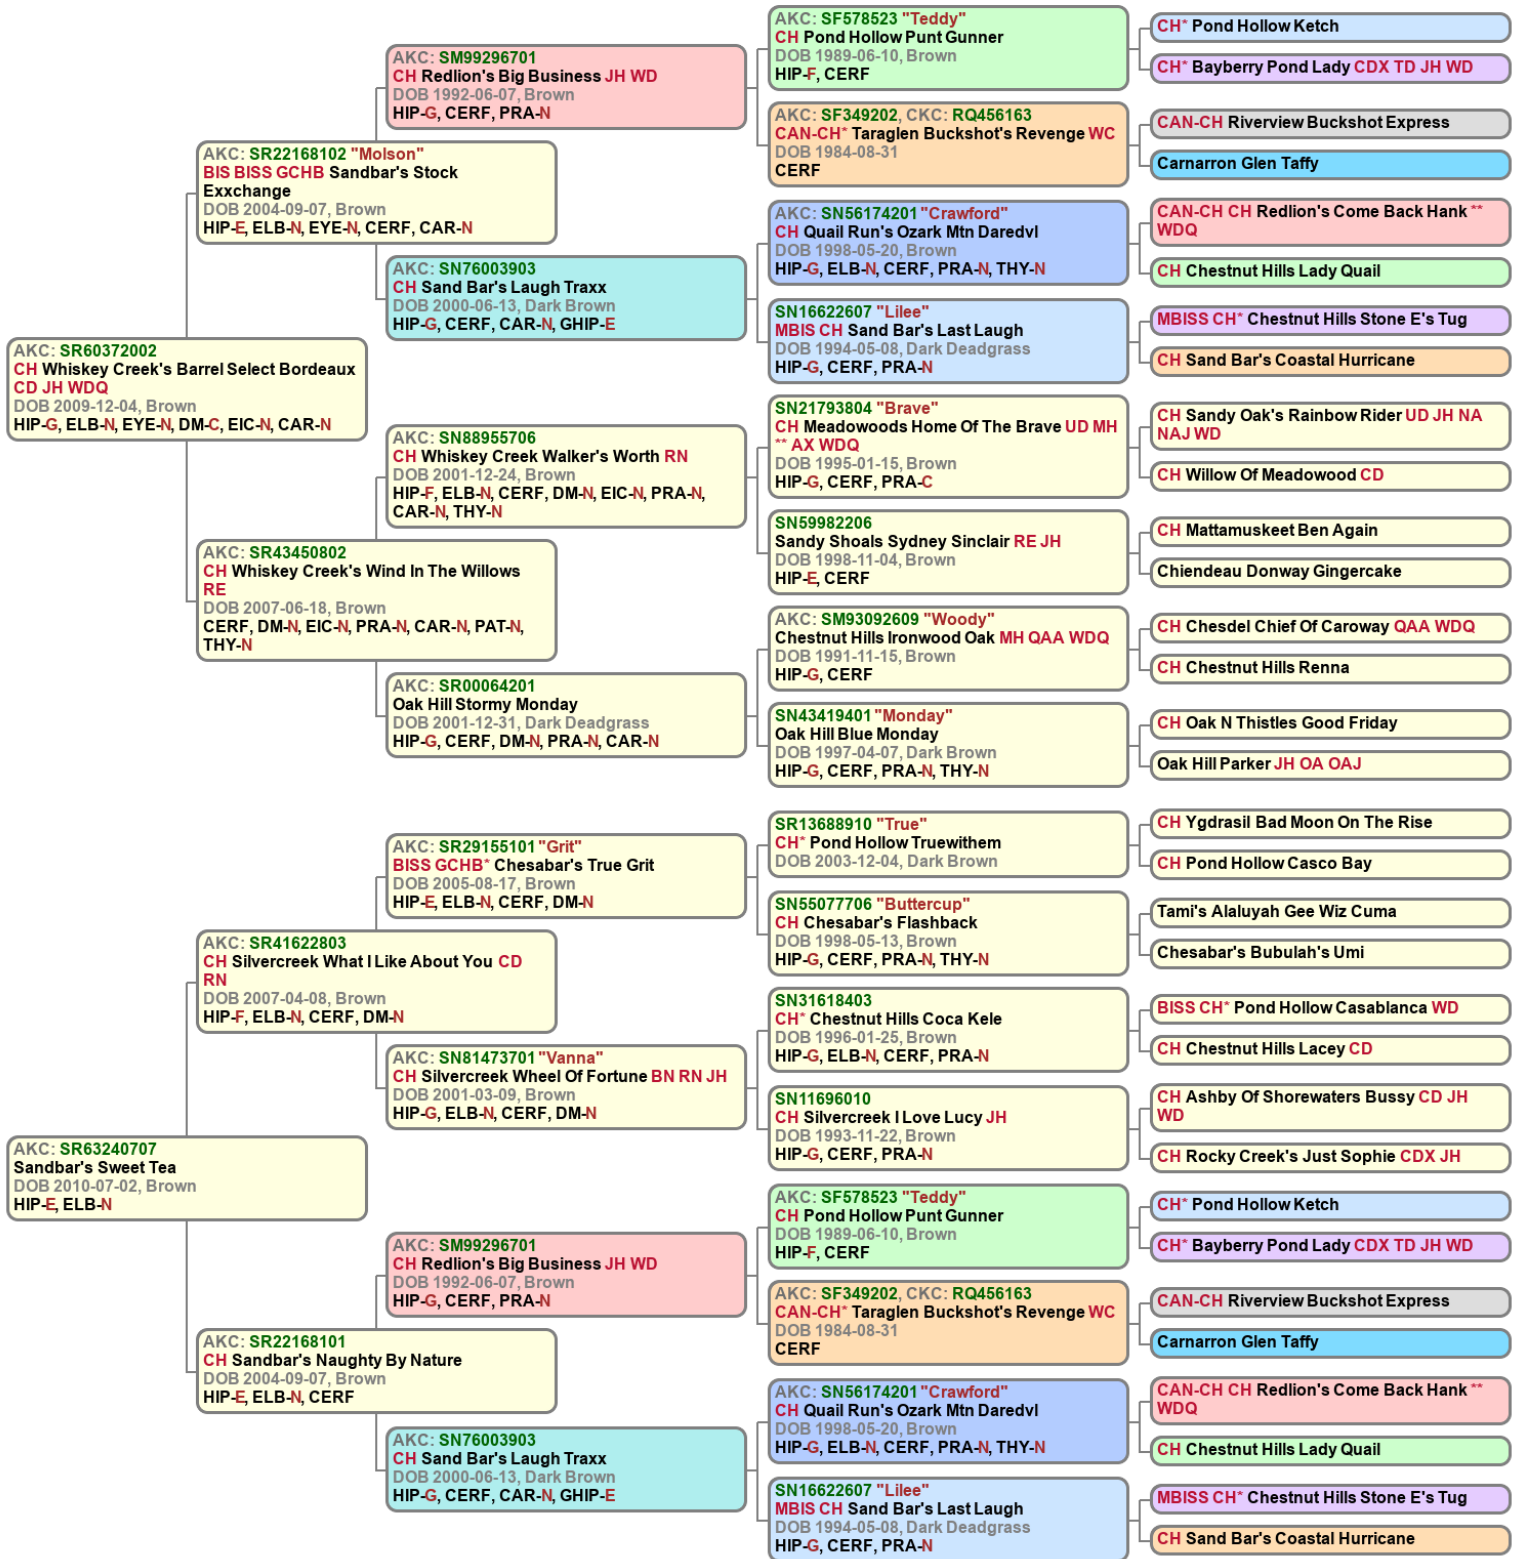 AKC: SR60372002
CH Whiskey Creek's Barrel Select Bordeaux
CD JH WDQ
DOB 2009-12-04, Brown
HIP-G, ELB-N, EYE-N, DM-C, EIC-N, CAR-N
AKC: SR63240707
Sandbar's Sweet Tea
DOB 2010-07-02, Brown
HIP-E, ELB-N
AKC: SR22168102 "Molson"
BIS BISS GCHB Sandbar's Stock
Exxchange
DOB 2004-09-07, Brown
HIP-E, ELB-N, EYE-N, CERF, CAR-N
AKC: SR43450802
CH Whiskey Creek's Wind In The Willows
RE
DOB 2007-06-18, Brown
CERF, DM-N, EIC-N, PRA-N, CAR-N, PAT-N,
THY-N
AKC: SR41622803
CH Silvercreek What I Like About You CD
RN
DOB 2007-04-08, Brown
HIP-F, ELB-N, CERF, DM-N
AKC: SR22168101
CH Sandbar's Naughty By Nature
DOB 2004-09-07, Brown
HIP-E, ELB-N, CERF
AKC: SM99296701
CH Redlion's Big Business JH WD
DOB 1992-06-07, Brown
HIP-G, CERF, PRA-N
AKC: SN76003903
CH Sand Bar's Laugh Traxx
DOB 2000-06-13, Dark Brown
HIP-G, CERF, CAR-N, GHIP-E
AKC: SN88955706
CH Whiskey Creek Walker's Worth RN
DOB 2001-12-24, Brown
HIP-F, ELB-N, CERF, DM-N, EIC-N, PRA-N,
CAR-N, THY-N
AKC: SR00064201
Oak Hill Stormy Monday
DOB 2001-12-31, Dark Deadgrass
HIP-G, CERF, DM-N, PRA-N, CAR-N
AKC: SR29155101 "Grit"
BISS GCHB* Chesabar's True Grit
DOB 2005-08-17, Brown
HIP-E, ELB-N, CERF, DM-N
AKC: SN81473701 "Vanna"
CH Silvercreek Wheel Of Fortune BN RN JH
DOB 2001-03-09, Brown
HIP-G, ELB-N, CERF, DM-N
AKC: SM99296701
CH Redlion's Big Business JH WD
DOB 1992-06-07, Brown
HIP-G, CERF, PRA-N
AKC: SN76003903
CH Sand Bar's Laugh Traxx
DOB 2000-06-13, Dark Brown
HIP-G, CERF, CAR-N, GHIP-E
AKC: SF578523 "Teddy"
CH Pond Hollow Punt Gunner
DOB 1989-06-10, Brown
HIP-F, CERF
AKC: SF349202, CKC: RQ456163
CAN-CH* Taraglen Buckshot's Revenge WC
DOB 1984-08-31
CERF
AKC: SN56174201 "Crawford"
CH Quail Run's Ozark Mtn Daredvl
DOB 1998-05-20, Brown
HIP-G, ELB-N, CERF, PRA-N, THY-N
SN16622607 "Lilee"
MBIS CH Sand Bar's Last Laugh
DOB 1994-05-08, Dark Deadgrass
HIP-G, CERF, PRA-N
SN21793804 "Brave"
CH Meadowoods Home Of The Brave UD MH
** AX WDQ
DOB 1995-01-15, Brown
HIP-G, CERF, PRA-C
SN59982206
Sandy Shoals Sydney Sinclair RE JH
DOB 1998-11-04, Brown
HIP-E, CERF
AKC: SM93092609 "Woody"
Chestnut Hills Ironwood Oak MH QAA WDQ
DOB 1991-11-15, Brown
HIP-G, CERF
SN43419401 "Monday"
Oak Hill Blue Monday
DOB 1997-04-07, Dark Brown
HIP-G, CERF, PRA-N, THY-N
SR13688910 "True"
CH* Pond Hollow Truewithem
DOB 2003-12-04, Dark Brown
SN55077706 "Buttercup"
CH Chesabar's Flashback
DOB 1998-05-13, Brown
HIP-G, CERF, PRA-N, THY-N
SN31618403
CH* Chestnut Hills Coca Kele
DOB 1996-01-25, Brown
HIP-G, ELB-N, CERF, PRA-N
SN11696010
CH Silvercreek I Love Lucy JH
DOB 1993-11-22, Brown
HIP-G, CERF, PRA-N
AKC: SF578523 "Teddy"
CH Pond Hollow Punt Gunner
DOB 1989-06-10, Brown
HIP-F, CERF
AKC: SF349202, CKC: RQ456163
CAN-CH* Taraglen Buckshot's Revenge WC
DOB 1984-08-31
CERF
AKC: SN56174201 "Crawford"
CH Quail Run's Ozark Mtn Daredvl
DOB 1998-05-20, Brown
HIP-G, ELB-N, CERF, PRA-N, THY-N
SN16622607 "Lilee"
MBIS CH Sand Bar's Last Laugh
DOB 1994-05-08, Dark Deadgrass
HIP-G, CERF, PRA-N
CH* Pond Hollow Ketch
CH* Bayberry Pond Lady CDX TD JH WD
CAN-CH Riverview Buckshot Express
Carnarron Glen Taffy
CAN-CH CH Redlion's Come Back Hank **
WDQ
CH Chestnut Hills Lady Quail
MBISS CH* Chestnut Hills Stone E's Tug
CH Sand Bar's Coastal Hurricane
CH Sandy Oak's Rainbow Rider UD JH NA
NAJ WD
CH Willow Of Meadowood CD
CH Mattamuskeet Ben Again
Chiendeau Donway Gingercake
CH Chesdel Chief Of Caroway QAA WDQ
CH Chestnut Hills Renna
CH Oak N Thistles Good Friday
Oak Hill Parker JH OA OAJ
CH Ygdrasil Bad Moon On The Rise
CH Pond Hollow Casco Bay
Tami's Alaluyah Gee Wiz Cuma
Chesabar's Bubulah's Umi
BISS CH* Pond Hollow Casablanca WD
CH Chestnut Hills Lacey CD
CH Ashby Of Shorewaters Bussy CD JH
WD
CH Rocky Creek's Just Sophie CDX JH
CH* Pond Hollow Ketch
CH* Bayberry Pond Lady CDX TD JH WD
CAN-CH Riverview Buckshot Express
Carnarron Glen Taffy
CAN-CH CH Redlion's Come Back Hank **
WDQ
CH Chestnut Hills Lady Quail
MBISS CH* Chestnut Hills Stone E's Tug
CH Sand Bar's Coastal Hurricane